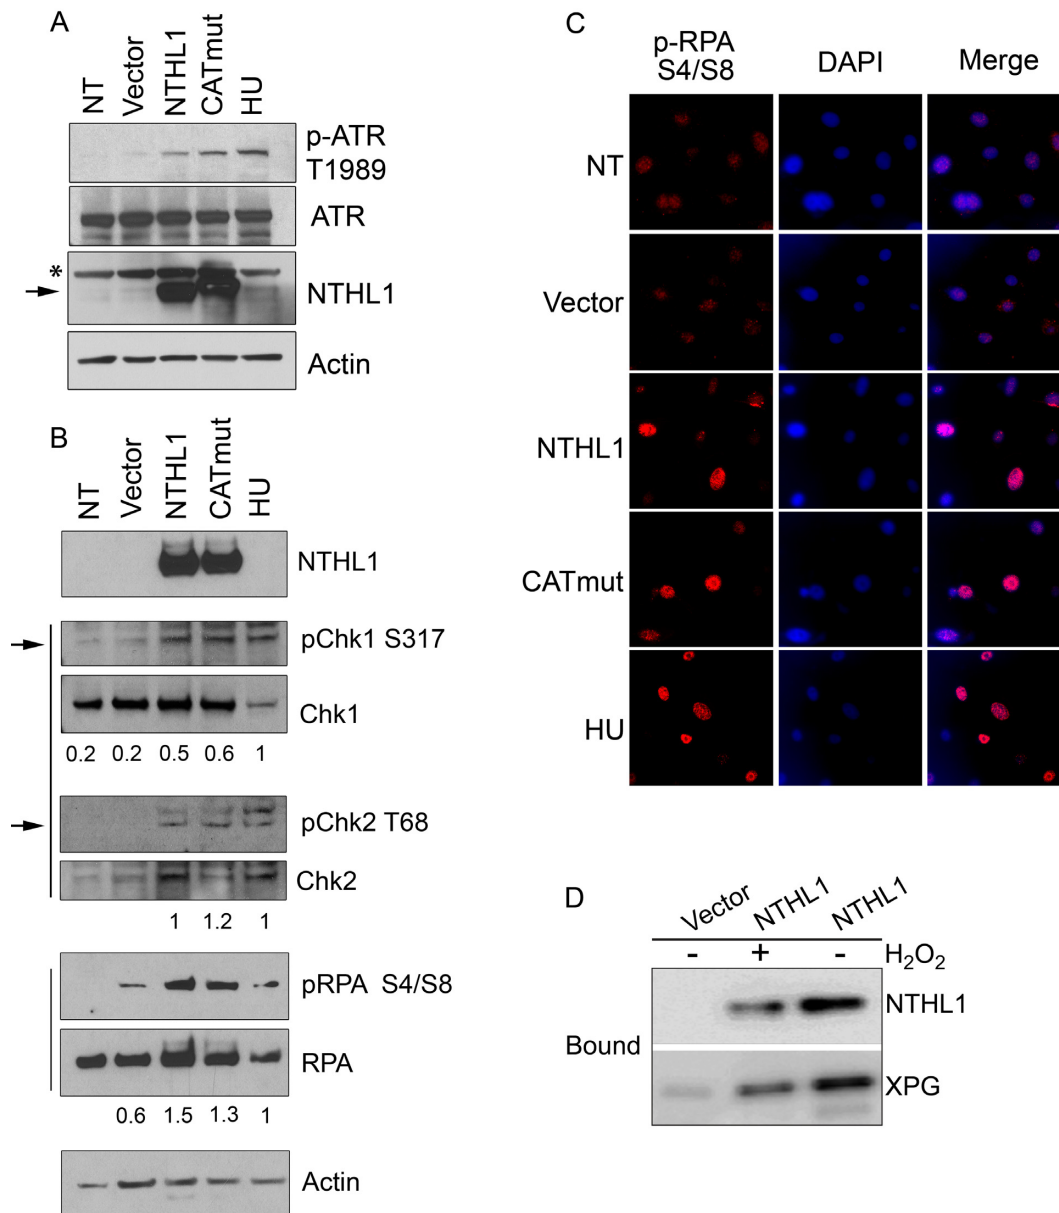 A
NT Vector NTHL1 CATmut HU
p-ATR
T1989
ATR
*
NTHL1
Actin
B
NT Vector NTHL1 CATmut HU
NTHL1
pChk1 S317
Chk1
0.2 0.2 0.5 0.6 1
pChk2 T68
Chk2
1 1.2 1
pRPA S4/S8
RPA
0.6 1.5 1.3 1
Actin
C
p-RPA
S4/S8
DAPI
Merge
NT
Vector
NTHL1
CATmut
HU
D
Vector NTHL1 NTHL1
- + - H₂O₂
NTHL1
Bound
XPG